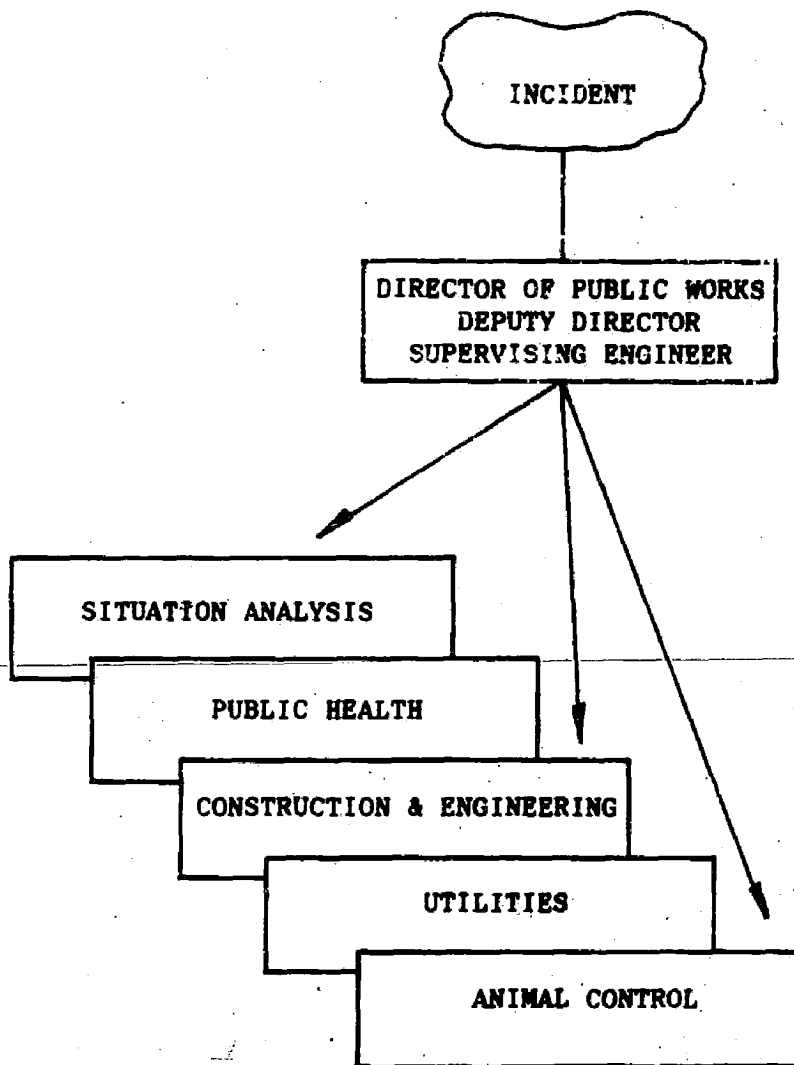 INCIDENT
DIRECTOR OF PUBLIC WORKS
DEPUTY DIRECTOR
SUPERVISING ENGINEER
SITUATION ANALYSIS
PUBLIC HEALTH
CONSTRUCTION & ENGINEERING
UTILITIES
ANIMAL CONTROL